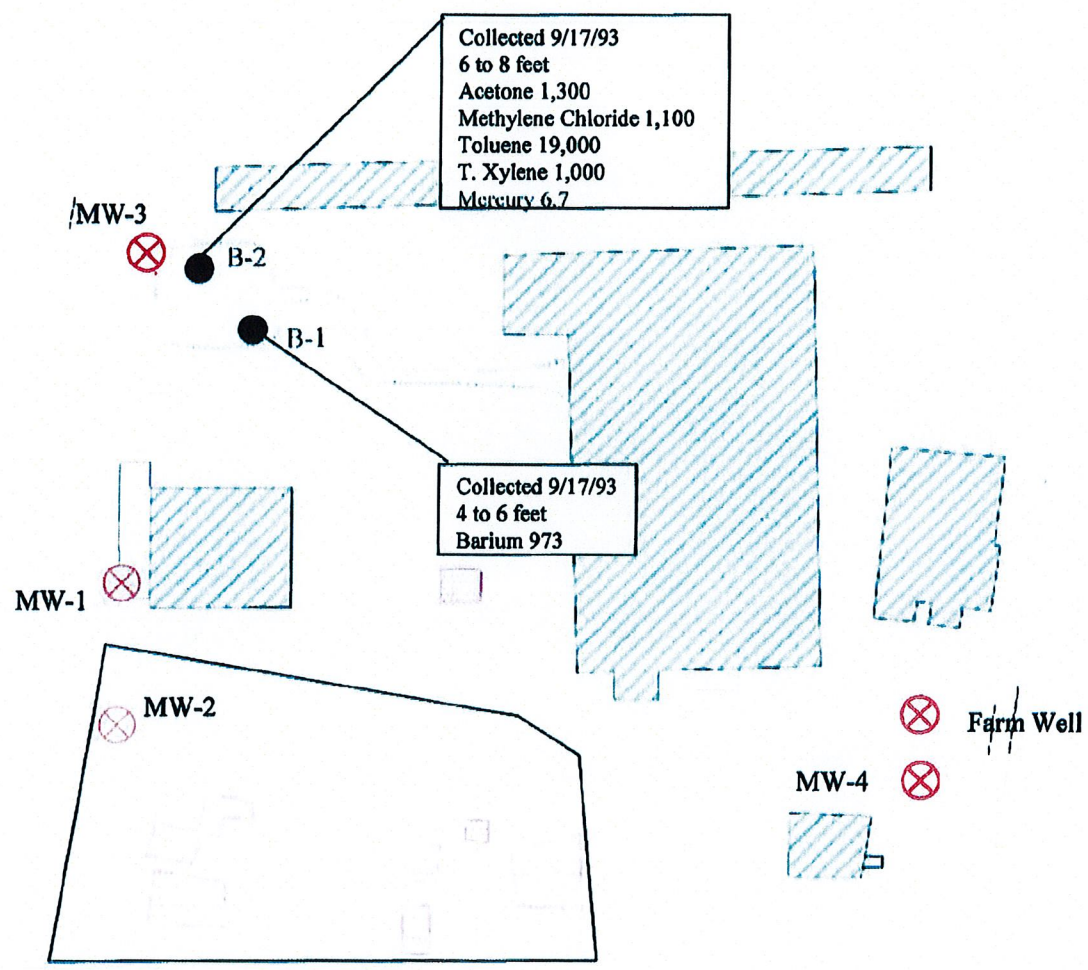 Collected 9/17/93
6 to 8 feet
Acetone 1,300
Methylene Chloride 1,100
Toluene 19,000
T. Xylene 1,000
Mercury 6.7
MW-3
B-2
B-1
Collected 9/17/93
4 to 6 feet
Barium 973
MW-1
MW-2
Farm Well
MW-4